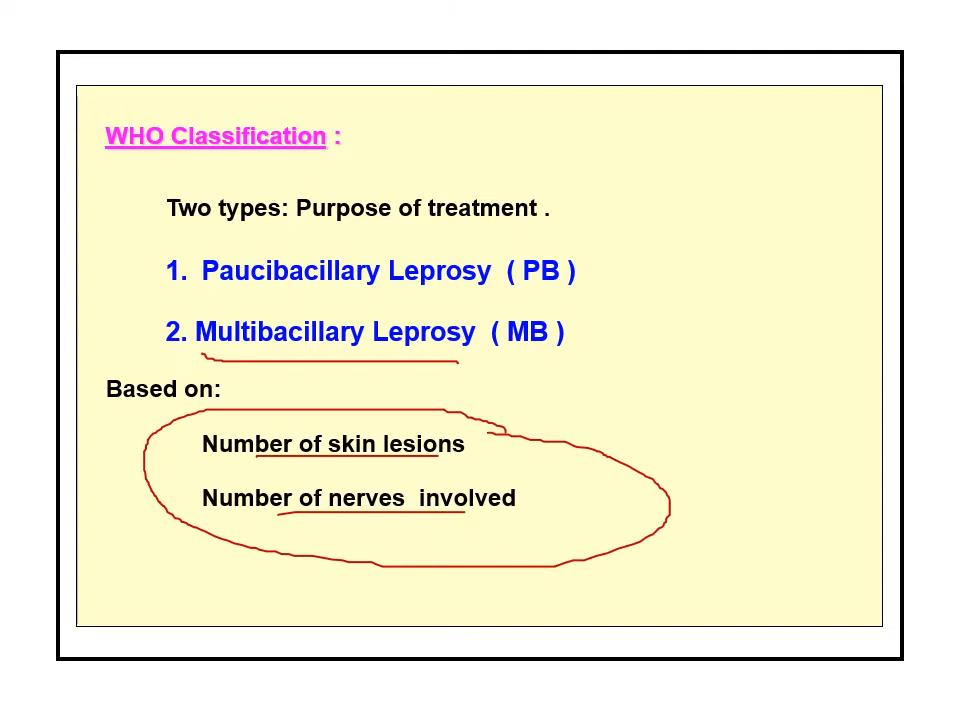 WHO Classification :
Two types: Purpose of treatment .
1. Paucibacillary Leprosy ( PB )
2. Multibacillary Leprosy ( MB )
Based on:
Number of skin lesions
Number of nerves involved